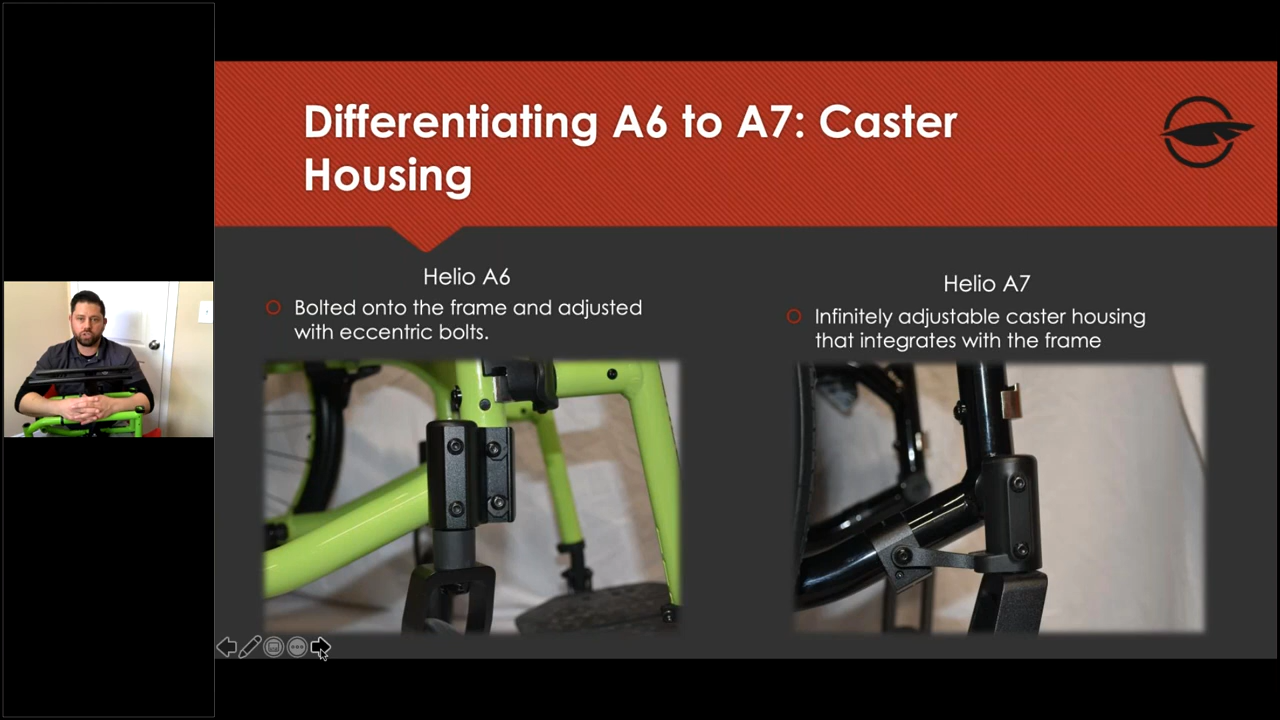 Differentiating A6 to A7: Caster
Housing
Helio A6
Bolted onto the frame and adjusted
with eccentric bolts.
Helio A7
Infinitely adjustable caster housing
that integrates with the frame